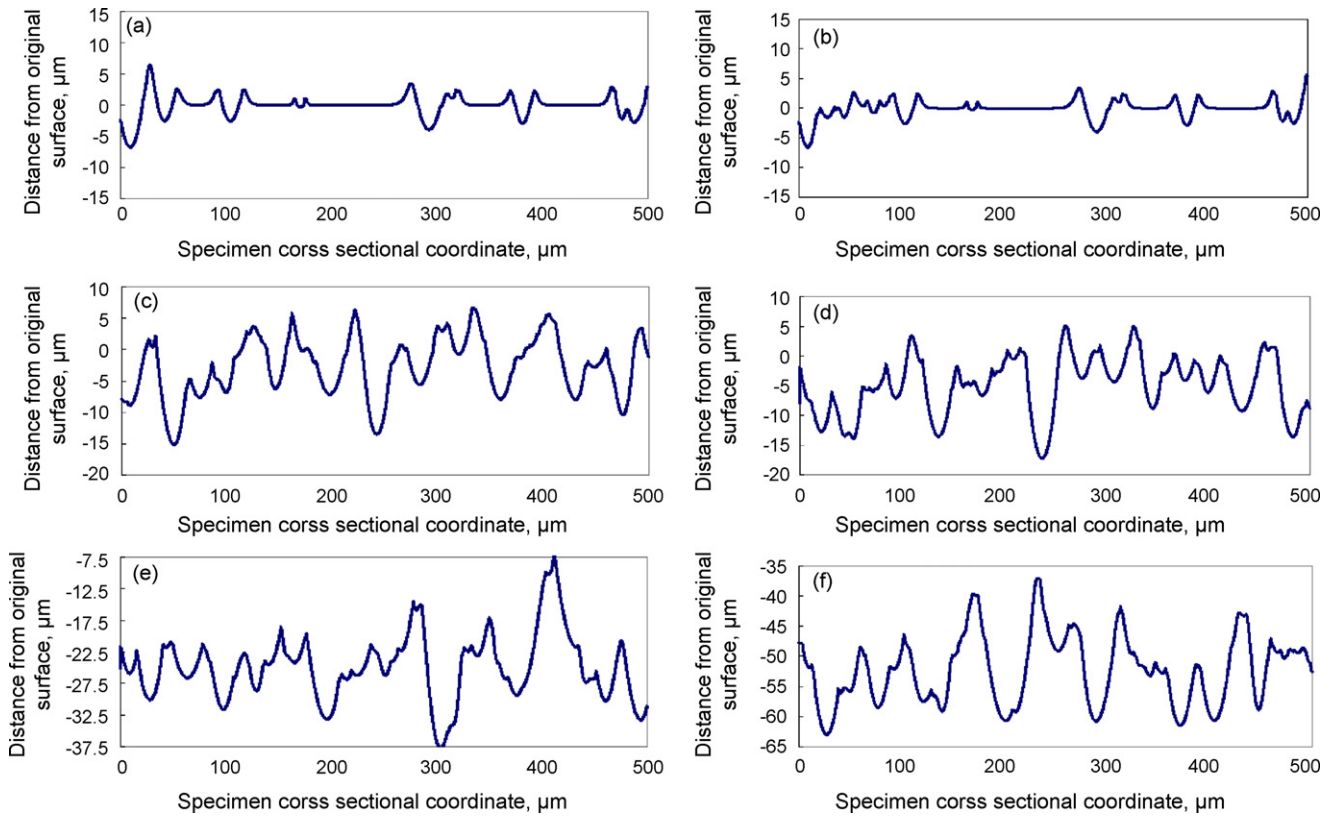 (a)
Distance from original
surface, µm
15
10
5
0
-5
-10
-15
0 100 200 300 400 500
Specimen corss sectional coordinate, µm
(b)
Distance from original
surface, µm
15
10
5
0
-5
-10
-15
0 100 200 300 400 500
Specimen corss sectional coordinate, µm
(c)
Distance from original
surface, µm
10
5
0
-5
-10
-15
-20
0 100 200 300 400 500
Specimen corss sectional coordinate, µm
(d)
Distance from original
surface, µm
10
5
0
-5
-10
-15
-20
0 100 200 300 400 500
Specimen corss sectional coordinate, µm
(e)
Distance from original
surface, µm
-7.5
-12.5
-17.5
-22.5
-27.5
-32.5
-37.5
0 100 200 300 400 500
Specimen corss sectional coordinate, µm
(f)
Distance from original
surface, µm
-35
-40
-45
-50
-55
-60
-65
0 100 200 300 400 500
Specimen corss sectional coordinate, µm